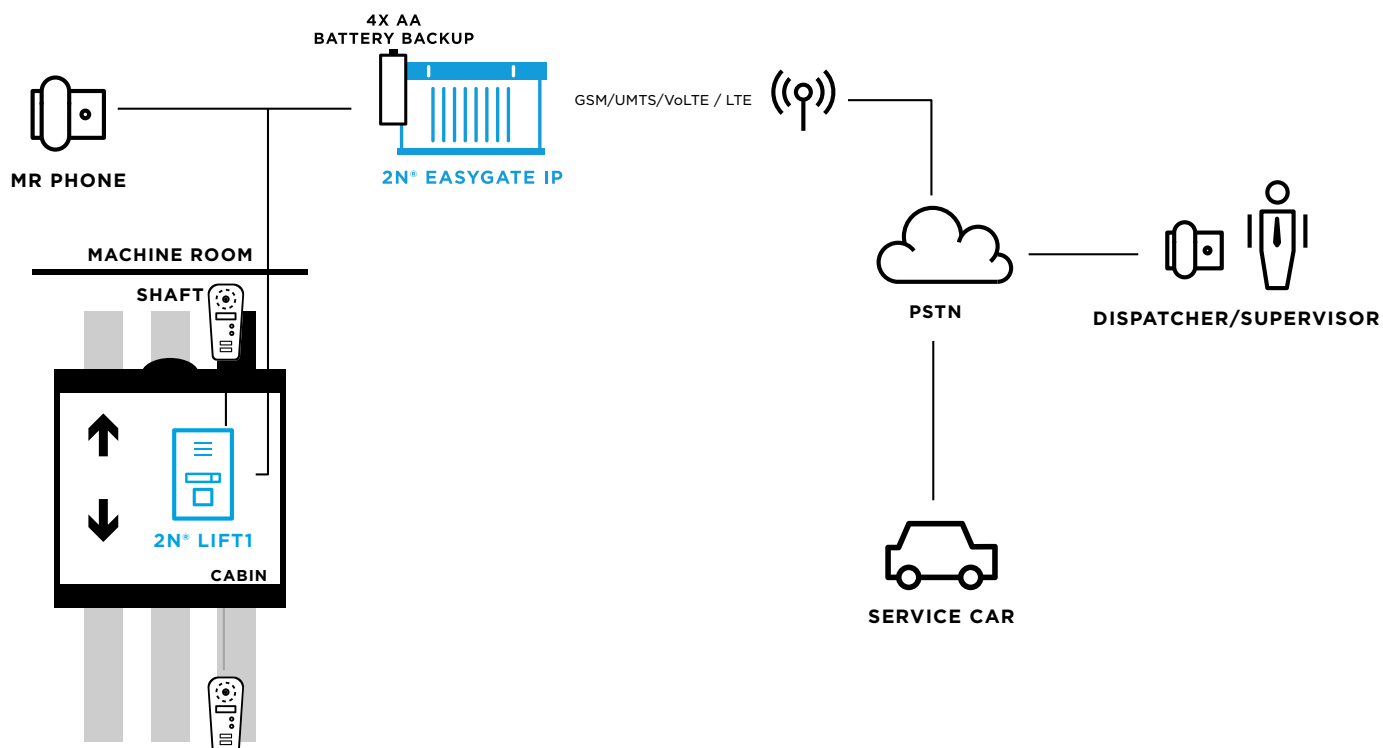 4X AA
BATTERY BACKUP
GSM/UMTS/VoLTE / LTE
MR PHONE
2N® EASYGATE IP
MACHINE ROOM
SHAFT
PSTN
DISPATCHER/SUPERVISOR
2N® LIFT1
CABIN
SERVICE CAR